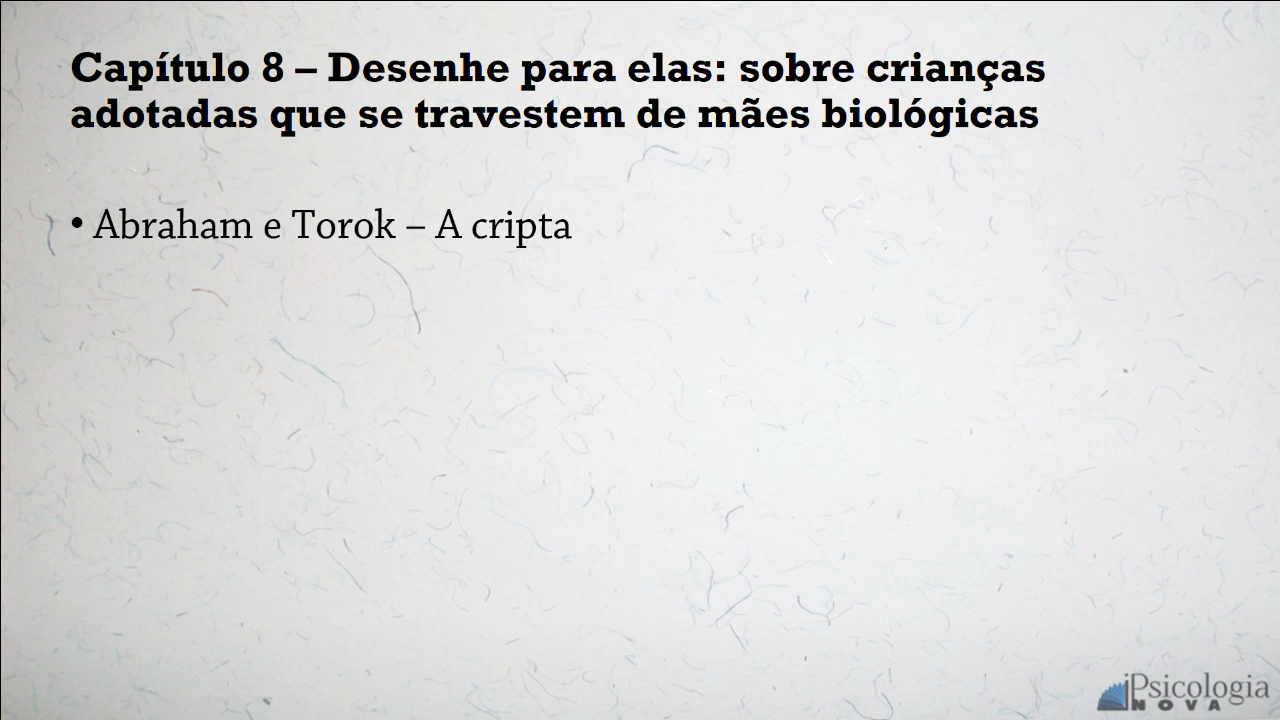 Capítulo 8 – Desenhe para elas: sobre crianças
adotadas que se travestem de mães biológicas
• Abraham e Torok – A cripta
Psicologia
NOVA